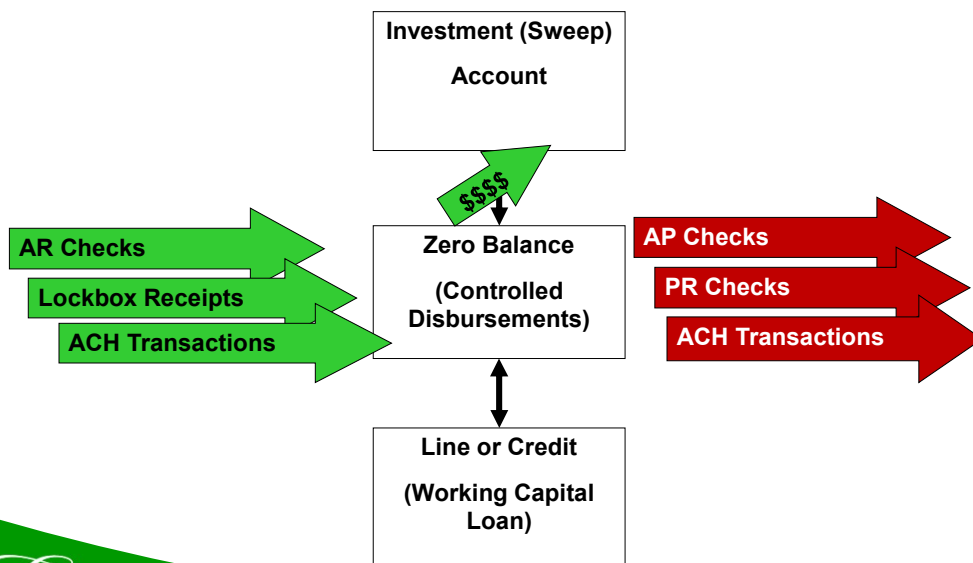 Investment (Sweep)
Account
$$$$
AR Checks
Lockbox Receipts
ACH Transactions
Zero Balance
(Controlled
Disbursements)
AP Checks
PR Checks
ACH Transactions
Line or Credit
(Working Capital
Loan)